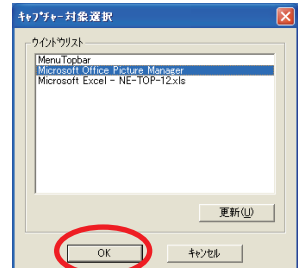 ｷｬﾌﾟﾁｬｰ対象選択
ｳｲﾝﾄﾞｳﾘｽﾄ
MenuTopbar
Microsoft Office Picture Manager
Microsoft Excel - NE-TOP-12.xls
更新(U)
OK
ｷｬﾝｾﾙ